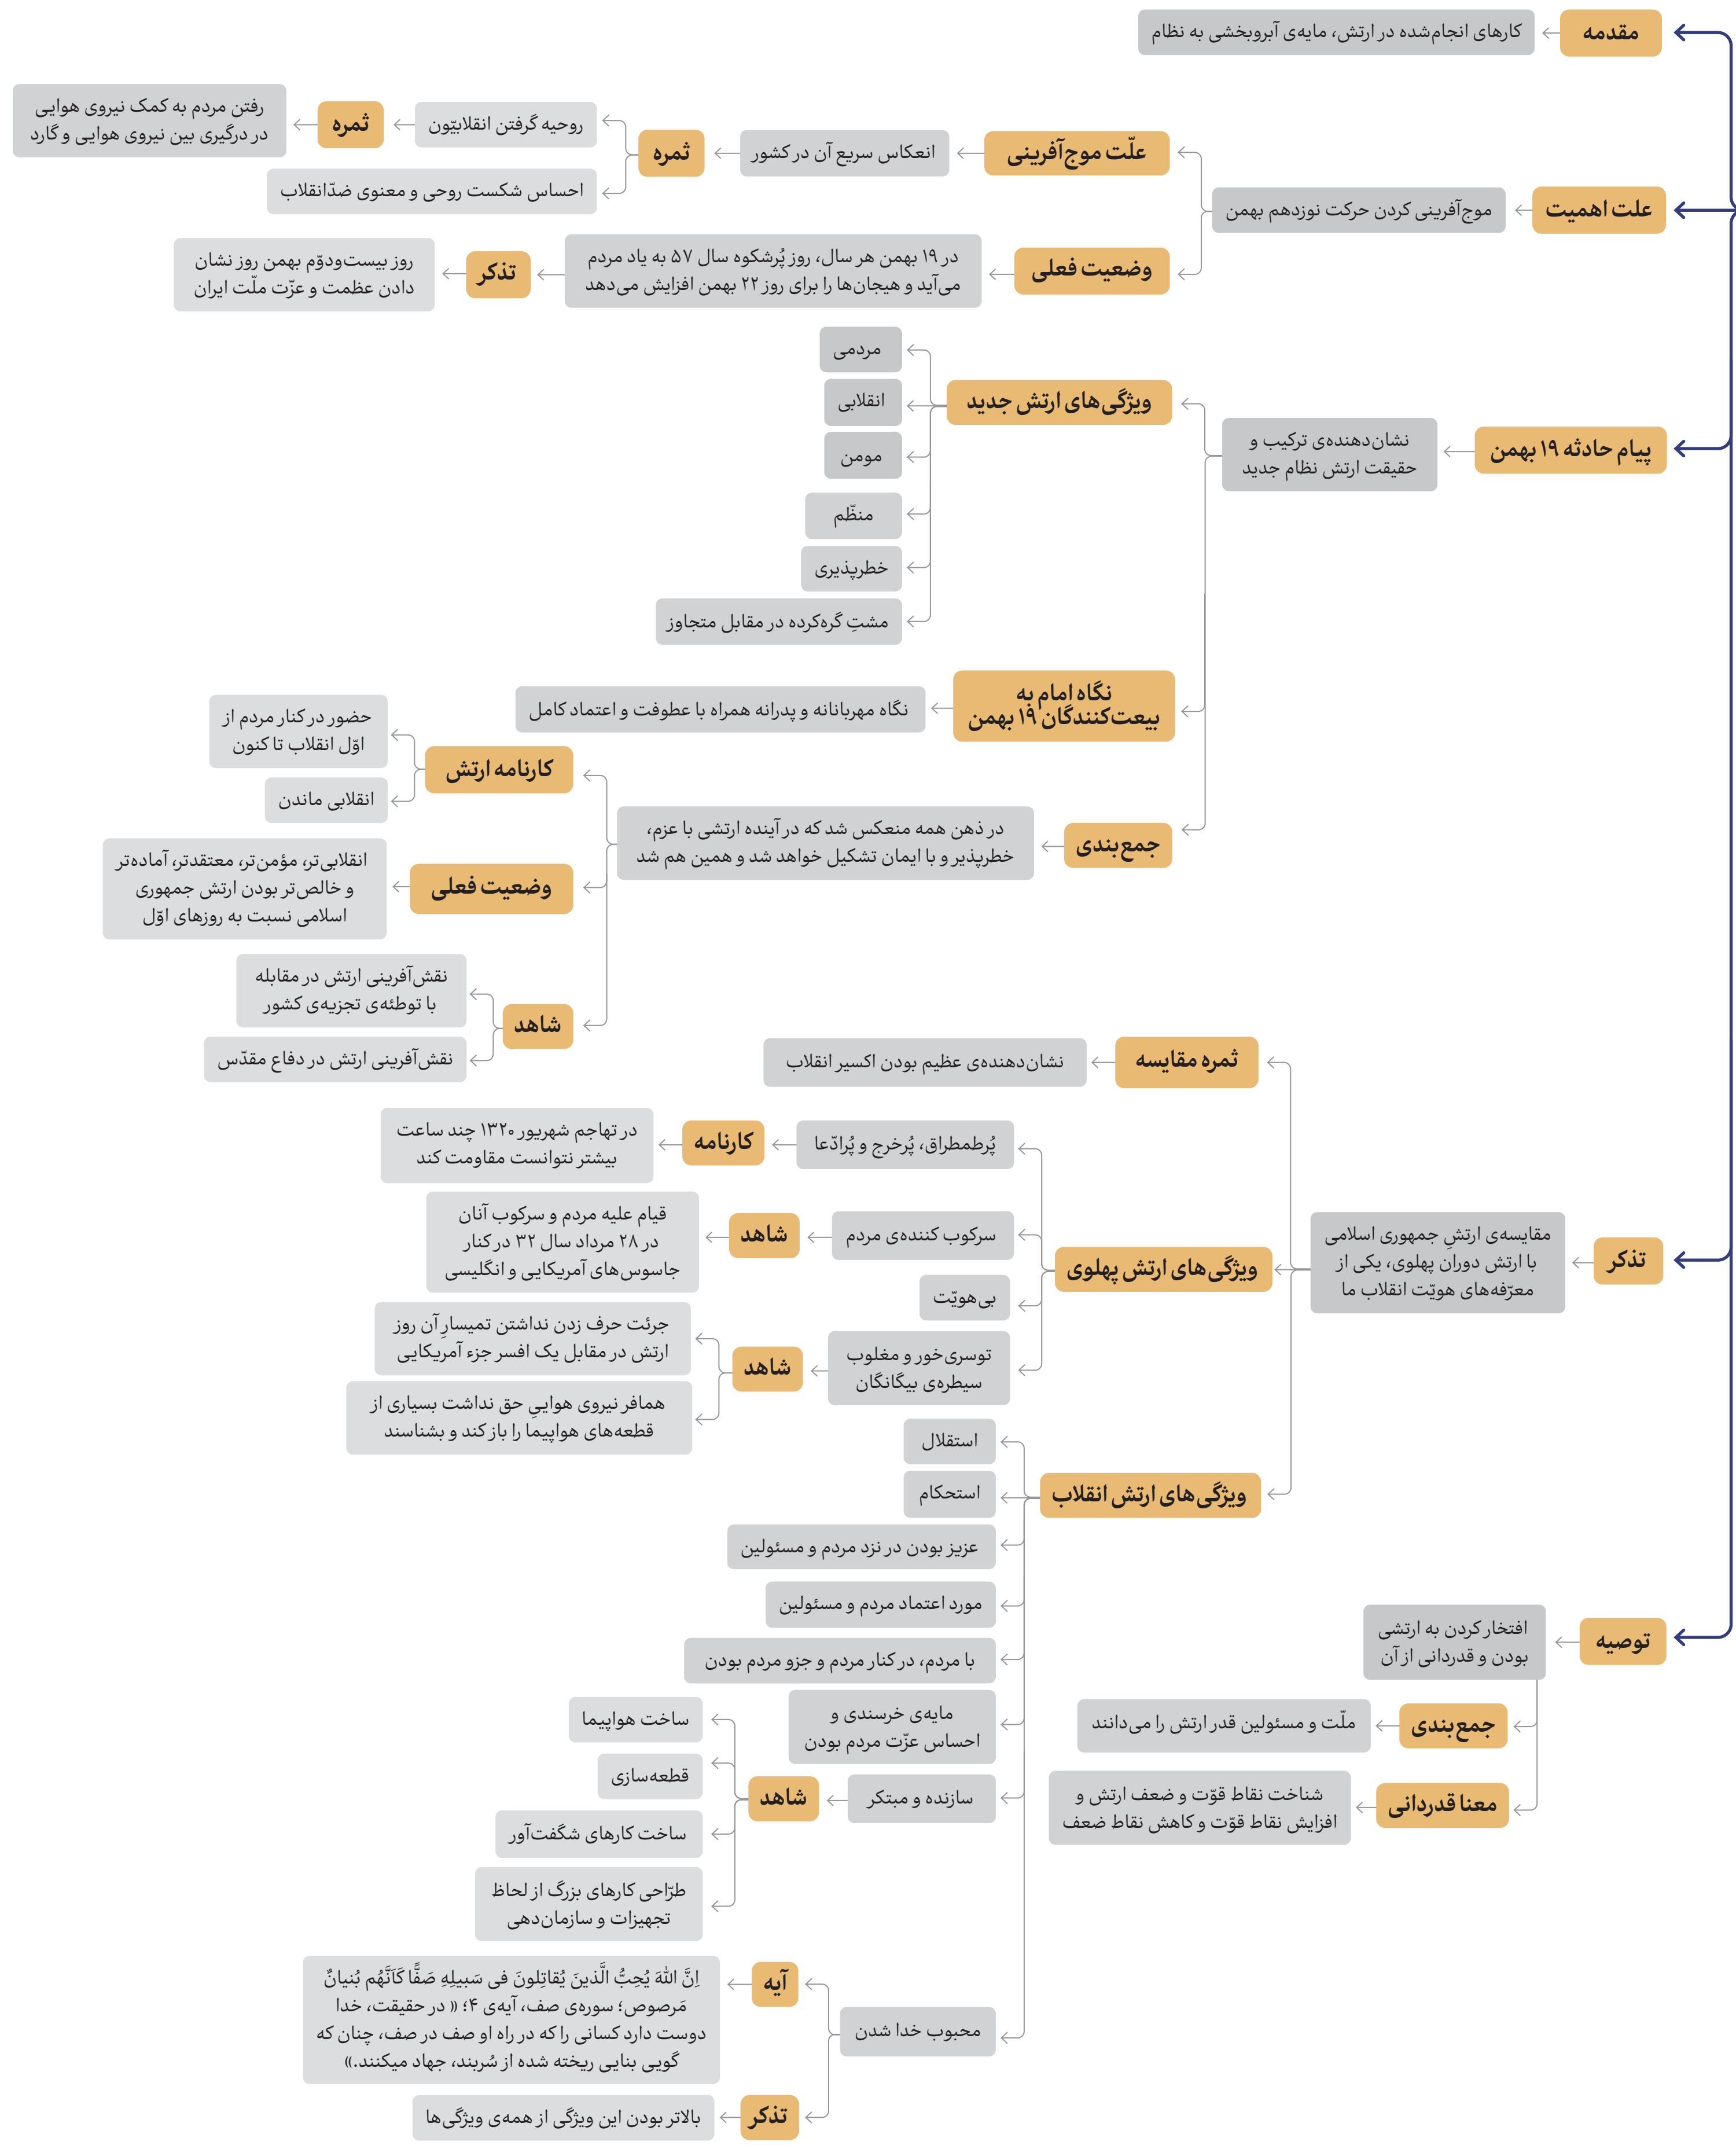 مقدمه
کارهای انجام‌شده در ارتش، مایه‌ی آبروبخشی به نظام
علت اهمیت
موج‌آفرینی کردن حرکت نوزدهم بهمن
علّت موج‌آفرینی
انعکاس سریع آن در کشور
ثمره
روحیه گرفتن انقلابیّون
ثمره
رفتن مردم به کمک نیروی هوایی
در درگیری بین نیروی هوایی و گارد
احساس شکست روحی و معنوی ضدّانقلاب
وضعیت فعلی
در ۱۹ بهمن هر سال، روز پُرشکوه سال ۵۷ به یاد مردم
می‌آید و هیجان‌ها را برای روز ۲۲ بهمن افزایش می‌دهد
تذکر
روز بیست‌ودوّم بهمن روز نشان
دادن عظمت و عزّت ملّت ایران
پیام حادثه ۱۹ بهمن
نشان‌دهنده‌ی ترکیب و
حقیقت ارتش نظام جدید
ویژگی‌های ارتش جدید
مردمی
انقلابی
مومن
منظّم
خطرپذیری
مشتِ گره‌کرده در مقابل متجاوز
نگاه امام به
بیعت‌کنندگان ۱۹ بهمن
نگاه مهربانانه و پدرانه همراه با عطوفت و اعتماد کامل
جمع‌بندی
در ذهن همه منعکس شد که در آینده ارتشی با عزم،
خطرپذیر و با ایمان تشکیل خواهد شد و همین هم شد
کارنامه ارتش
حضور در کنار مردم از
اوّل انقلاب تا کنون
انقلابی ماندن
وضعیت فعلی
انقلابی‌تر، مؤمن‌تر، معتقدتر، آماده‌تر
و خالص‌تر بودن ارتش جمهوری
اسلامی نسبت به روزهای اوّل
شاهد
نقش‌آفرینی ارتش در مقابله
با توطئه‌ی تجزیه‌ی کشور
نقش‌آفرینی ارتش در دفاع مقدّس
تذکر
مقایسه‌ی ارتشِ جمهوری اسلامی
با ارتش دوران پهلوی، یکی از
معرّفه‌های هویّت انقلاب ما
ثمره مقایسه
نشان‌دهنده‌ی عظیم بودن اکسیر انقلاب
ویژگی‌های ارتش پهلوی
پُرطمطراق، پُرخرج و پُرادّعا
کارنامه
در تهاجم شهریور ۱۳۲۰ چند ساعت
بیشتر نتوانست مقاومت کند
سرکوب کننده‌ی مردم
شاهد
قیام علیه مردم و سرکوب آنان
در ۲۸ مرداد سال ۳۲ در کنار
جاسوس‌های آمریکایی و انگلیسی
بی‌هویّت
توسری‌خور و مغلوب
سیطره‌ی بیگانگان
شاهد
جرئت حرف زدن نداشتن تمیسارِ آن روز
ارتش در مقابل یک افسر جزء آمریکایی
همافر نیروی هواییِ حق نداشت بسیاری از
قطعه‌های هواپیما را باز کند و بشناسند
ویژگی‌های ارتش انقلاب
استقلال
استحکام
عزیز بودن در نزد مردم و مسئولین
مورد اعتماد مردم و مسئولین
با مردم، در کنار مردم و جزو مردم بودن
مایه‌ی خرسندی و
احساس عزّت مردم بودن
سازنده و مبتکر
شاهد
ساخت هواپیما
قطعه‌سازی
ساخت کارهای شگفت‌آور
طرّاحی کارهای بزرگ از لحاظ
تجهیزات و سازمان‌دهی
محبوب خدا شدن
آیه
اِنَّ اللهَ یُحِبُّ الَّذینَ یُقاتِلونَ فی سَبیلِهِ صَفًّا کَاَنَّهُم بُنیانٌ
مَرصوص؛ سوره‌ی صف، آیه‌ی ۴؛ « در حقیقت، خدا
دوست دارد کسانی را که در راه او صف در صف، چنان که
گویی بنایی ریخته شده از سُربند، جهاد میکنند.»
تذکر
بالاتر بودن این ویژگی از همه‌ی ویژگی‌ها
توصیه
افتخار کردن به ارتشی
بودن و قدردانی از آن
جمع‌بندی
ملّت و مسئولین قدر ارتش را می‌دانند
معنا قدردانی
شناخت نقاط قوّت و ضعف ارتش و
افزایش نقاط قوّت و کاهش نقاط ضعف